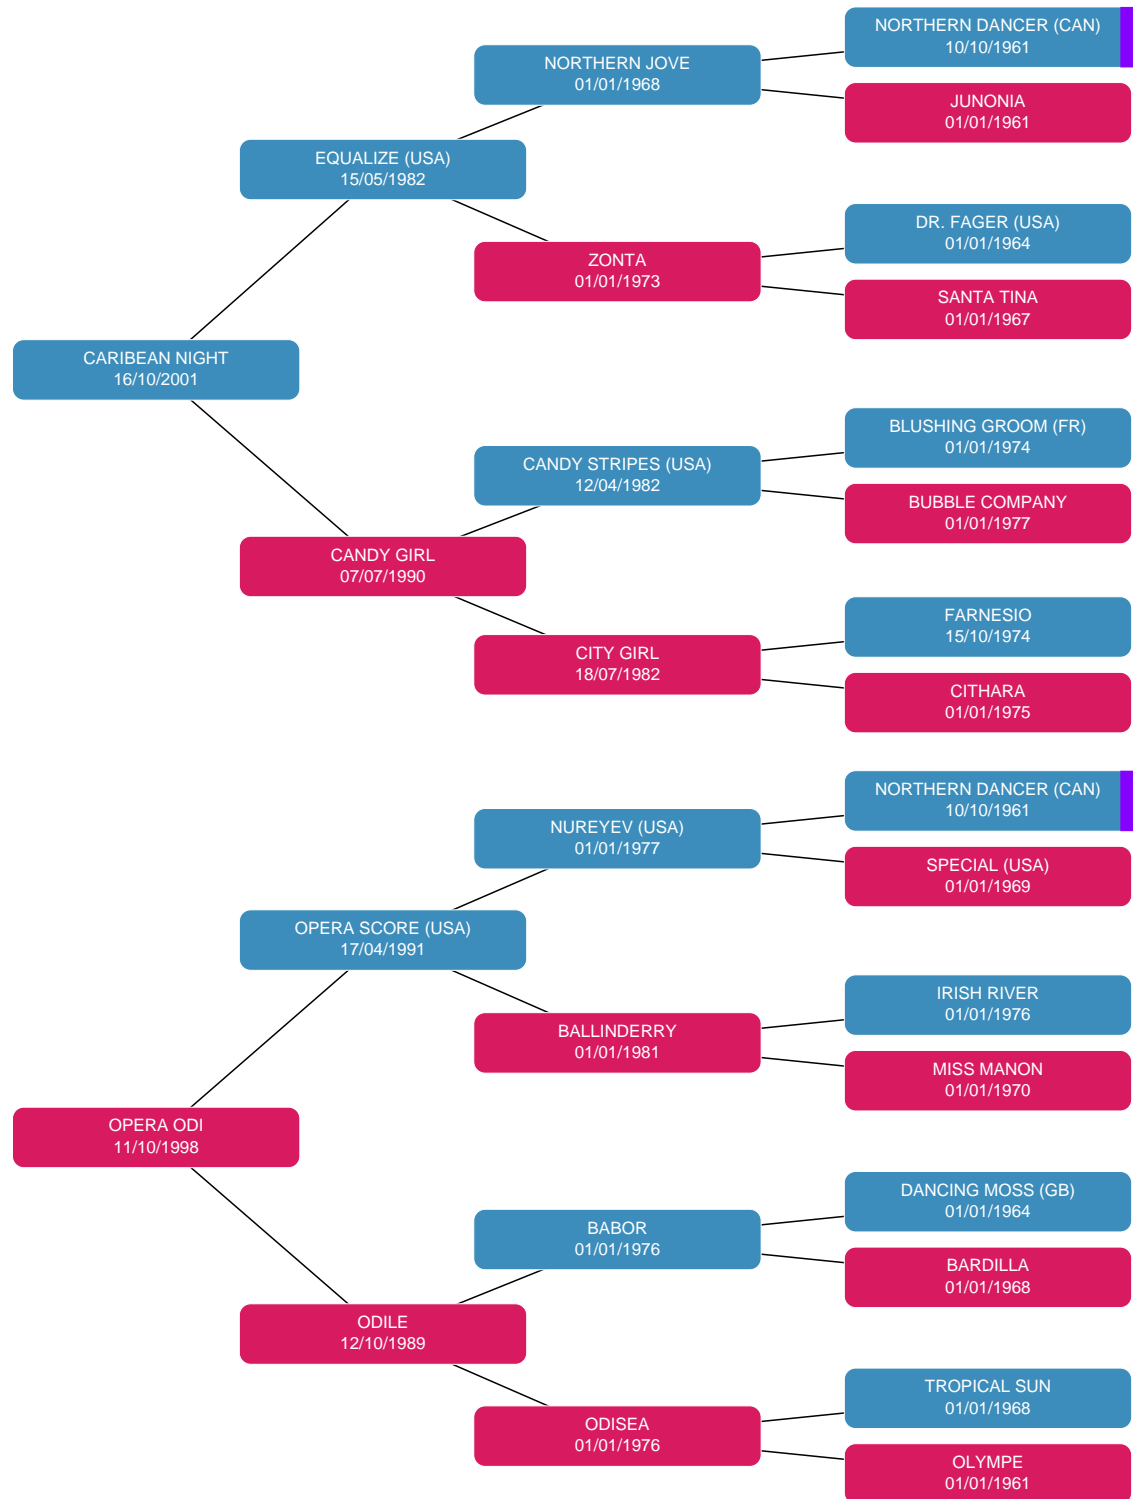 NORTHERN DANCER (CAN)
10/10/1961
NORTHERN JOVE
01/01/1968
JUNONIA
01/01/1961
EQUALIZE (USA)
15/05/1982
DR. FAGER (USA)
01/01/1964
ZONTA
01/01/1973
SANTA TINA
01/01/1967
CARIBEAN NIGHT
16/10/2001
BLUSHING GROOM (FR)
01/01/1974
CANDY STRIPES (USA)
12/04/1982
BUBBLE COMPANY
01/01/1977
CANDY GIRL
07/07/1990
FARNESIO
15/10/1974
CITY GIRL
18/07/1982
CITHARA
01/01/1975
NORTHERN DANCER (CAN)
10/10/1961
NUREYEV (USA)
01/01/1977
SPECIAL (USA)
01/01/1969
OPERA SCORE (USA)
17/04/1991
IRISH RIVER
01/01/1976
BALLINDERRY
01/01/1981
MISS MANON
01/01/1970
OPERA ODI
11/10/1998
DANCING MOSS (GB)
01/01/1964
BABOR
01/01/1976
BARDILLA
01/01/1968
ODILE
12/10/1989
TROPICAL SUN
01/01/1968
ODISEA
01/01/1976
OLYMPE
01/01/1961